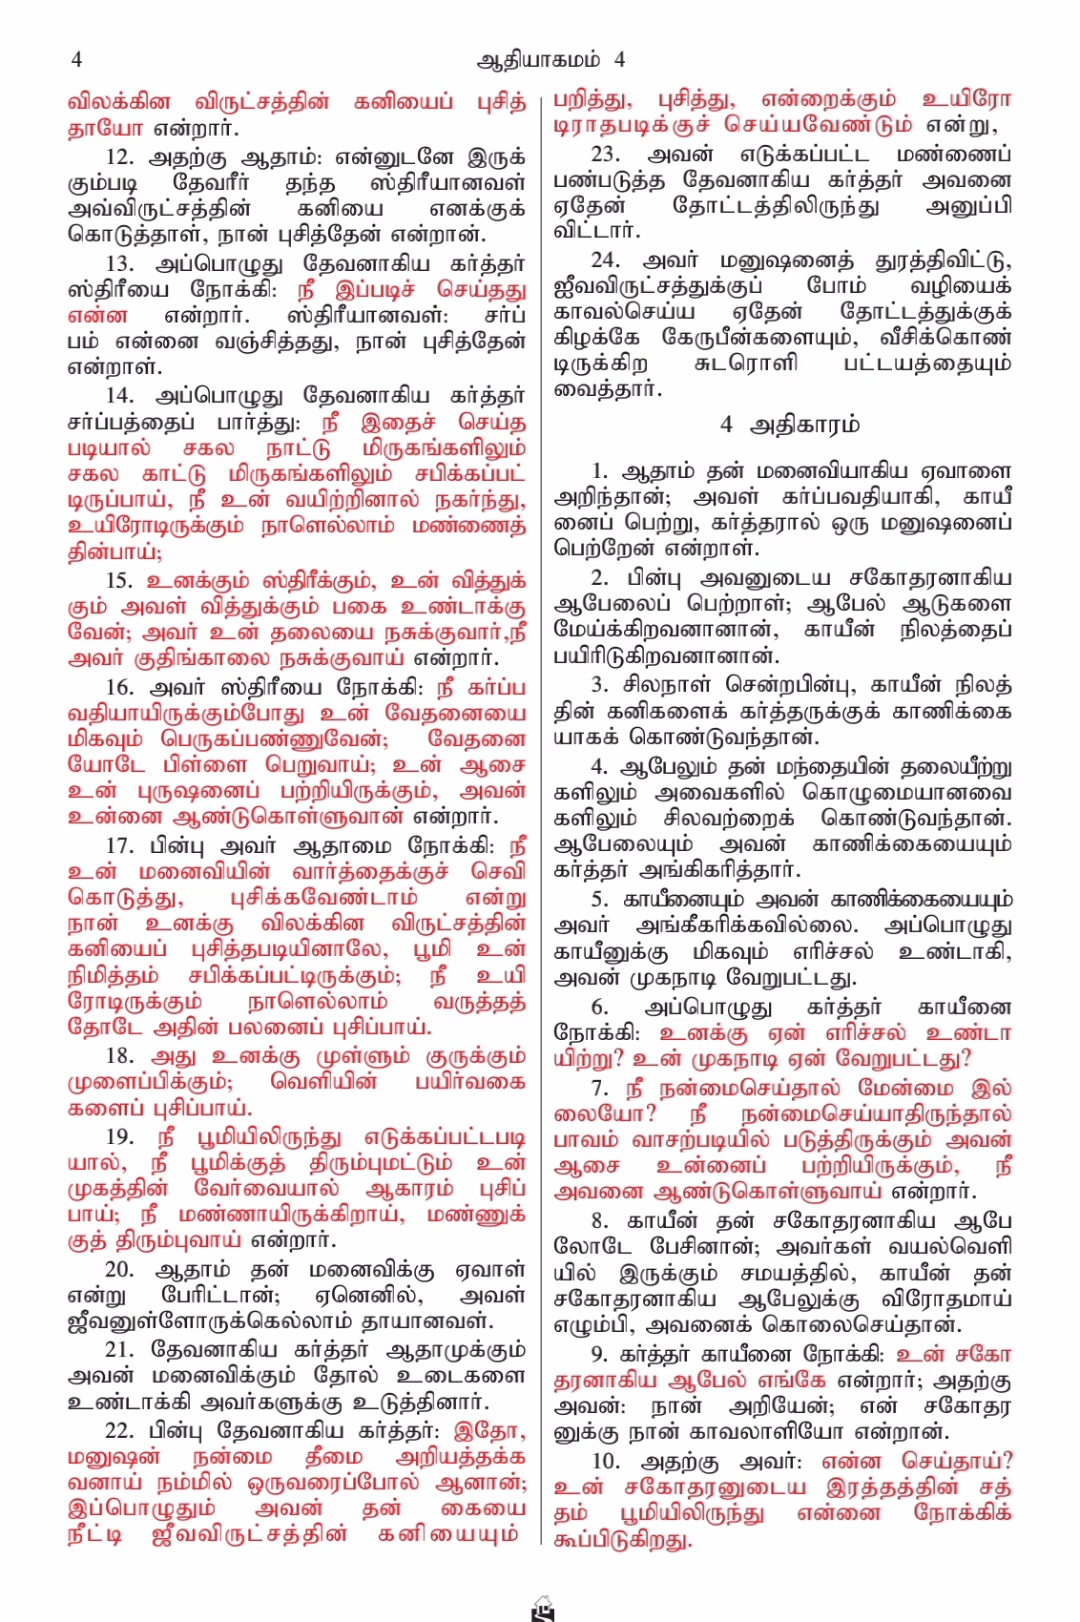 4
ஆதியாகமம் 4
விலக்கின விருட்சத்தின் கனியைப் புசித்
தாயோ என்றார்.
12. அதற்கு ஆதாம்: என்னுடனே இருக்
கும்படி தேவரீர் தந்த ஸ்திரீயானவள்
அவ்விருட்சத்தின் கனியை எனக்குக்
கொடுத்தாள், நான் புசித்தேன் என்றான்.
13. அப்பொழுது தேவனாகிய கர்த்தர்
ஸ்திரீயை நோக்கி: நீ இப்படிச் செய்தது
என்ன என்றார். ஸ்திரீயானவள்: சர்ப்
பம் என்னை வஞ்சித்தது, நான் புசித்தேன்
என்றாள்.
14. அப்பொழுது தேவனாகிய கர்த்தர்
சர்ப்பத்தைப் பார்த்து: நீ இதைச் செய்த
படியால் சகல நாட்டு மிருகங்களிலும்
சகல காட்டு மிருகங்களிலும் சபிக்கப்பட்
டிருப்பாய், நீ உன் வயிற்றினால் நகர்ந்து,
உயிரோடிருக்கும் நாளெல்லாம் மண்ணைத்
தின்பாய்;
15. உனக்கும் ஸ்திரீக்கும், உன் வித்துக்
கும் அவள் வித்துக்கும் பகை உண்டாக்கு
வேன்; அவர் உன் தலையை நசுக்குவார்,நீ
அவர் குதிங்காலை நசுக்குவாய் என்றார்.
16. அவர் ஸ்திரீயை நோக்கி: நீ கர்ப்ப
வதியாயிருக்கும்போது உன் வேதனையை
மிகவும் பெருகப்பண்ணுவேன்; வேதனை
யோடே பிள்ளை பெறுவாய்; உன் ஆசை
உன் புருஷனைப் பற்றியிருக்கும், அவன்
உன்னை ஆண்டுகொள்ளுவான் என்றார்.
17. பின்பு அவர் ஆதாமை நோக்கி: நீ
உன் மனைவியின் வார்த்தைக்குச் செவி
கொடுத்து, புசிக்கவேண்டாம் என்று
நான் உனக்கு விலக்கின விருட்சத்தின்
கனியைப் புசித்தபடியினாலே, பூமி உன்
நிமித்தம் சபிக்கப்பட்டிருக்கும்; நீ உயி
ரோடிருக்கும் நாளெல்லாம் வருத்தத்
தோடே அதின் பலனைப் புசிப்பாய்.
18. அது உனக்கு முள்ளும் குருக்கும்
முளைப்பிக்கும்; வெளியின் பயிர்வகை
களைப் புசிப்பாய்.
19. நீ பூமியிலிருந்து எடுக்கப்பட்டபடி
யால், நீ பூமிக்குத் திரும்புமட்டும் உன்
முகத்தின் வேர்வையால் ஆகாரம் புசிப்
பாய்; நீ மண்ணாயிருக்கிறாய், மண்ணுக்
குத் திரும்புவாய் என்றார்.
20. ஆதாம் தன் மனைவிக்கு ஏவாள்
என்று பேரிட்டான்; ஏனெனில், அவள்
ஜீவனுள்ளோருக்கெல்லாம் தாயானவள்.
21. தேவனாகிய கர்த்தர் ஆதாமுக்கும்
அவன் மனைவிக்கும் தோல் உடைகளை
உண்டாக்கி அவர்களுக்கு உடுத்தினார்.
22. பின்பு தேவனாகிய கர்த்தர்: இதோ,
மனுஷன் நன்மை தீமை அறியத்தக்க
வனாய் நம்மில் ஒருவரைப்போல் ஆனான்;
இப்பொழுதும் அவன் தன் கையை
நீட்டி ஜீவவிருட்சத்தின் கனியையும்
பறித்து, புசித்து, என்றைக்கும் உயிரோ
டிராதபடிக்குச் செய்யவேண்டும் என்று,
23. அவன் எடுக்கப்பட்ட மண்ணைப்
பண்படுத்த தேவனாகிய கர்த்தர் அவனை
ஏதேன் தோட்டத்திலிருந்து அனுப்பி
விட்டார்.
24. அவர் மனுஷனைத் துரத்திவிட்டு,
ஜீவவிருட்சத்துக்குப் போம் வழியைக்
காவல்செய்ய ஏதேன் தோட்டத்துக்குக்
கிழக்கே கேருபீன்களையும், வீசிக்கொண்
டிருக்கிற சுடரொளி பட்டயத்தையும்
வைத்தார்.
4 அதிகாரம்
1. ஆதாம் தன் மனைவியாகிய ஏவாளை
அறிந்தான்; அவள் கர்ப்பவதியாகி, காயீ
னைப் பெற்று, கர்த்தரால் ஒரு மனுஷனைப்
பெற்றேன் என்றாள்.
2. பின்பு அவனுடைய சகோதரனாகிய
ஆபேலைப் பெற்றாள்; ஆபேல் ஆடுகளை
மேய்க்கிறவனானான், காயீன் நிலத்தைப்
பயிரிடுகிறவனானான்.
3. சிலநாள் சென்றபின்பு, காயீன் நிலத்
தின் கனிகளைக் கர்த்தருக்குக் காணிக்கை
யாகக் கொண்டுவந்தான்.
4. ஆபேலும் தன் மந்தையின் தலையீற்று
களிலும் அவைகளில் கொழுமையானவை
களிலும் சிலவற்றைக் கொண்டுவந்தான்.
ஆபேலையும் அவன் காணிக்கையையும்
கர்த்தர் அங்கிகரித்தார்.
5. காயீனையும் அவன் காணிக்கையையும்
அவர் அங்கீகரிக்கவில்லை. அப்பொழுது
காயீனுக்கு மிகவும் எரிச்சல் உண்டாகி,
அவன் முகநாடி வேறுபட்டது.
6. அப்பொழுது கர்த்தர் காயீனை
நோக்கி: உனக்கு ஏன் எரிச்சல் உண்டா
யிற்று? உன் முகநாடி ஏன் வேறுபட்டது?
7. நீ நன்மைசெய்தால் மேன்மை இல்
லையோ? நீ நன்மைசெய்யாதிருந்தால்
பாவம் வாசற்படியில் படுத்திருக்கும் அவன்
ஆசை உன்னைப் பற்றியிருக்கும், நீ
அவனை ஆண்டுகொள்ளுவாய் என்றார்.
8. காயீன் தன் சகோதரனாகிய ஆபே
லோடே பேசினான்; அவர்கள் வயல்வெளி
யில் இருக்கும் சமயத்தில், காயீன் தன்
சகோதரனாகிய ஆபேலுக்கு விரோதமாய்
எழும்பி, அவனைக் கொலைசெய்தான்.
9. கர்த்தர் காயீனை நோக்கி: உன் சகோ
தரனாகிய ஆபேல் எங்கே என்றார்; அதற்கு
அவன்: நான் அறியேன்; என் சகோதர
னுக்கு நான் காவலாளியோ என்றான்.
10. அதற்கு அவர்: என்ன செய்தாய்?
உன் சகோதரனுடைய இரத்தத்தின் சத்
தம் பூமியிலிருந்து என்னை நோக்கிக்
கூப்பிடுகிறது.